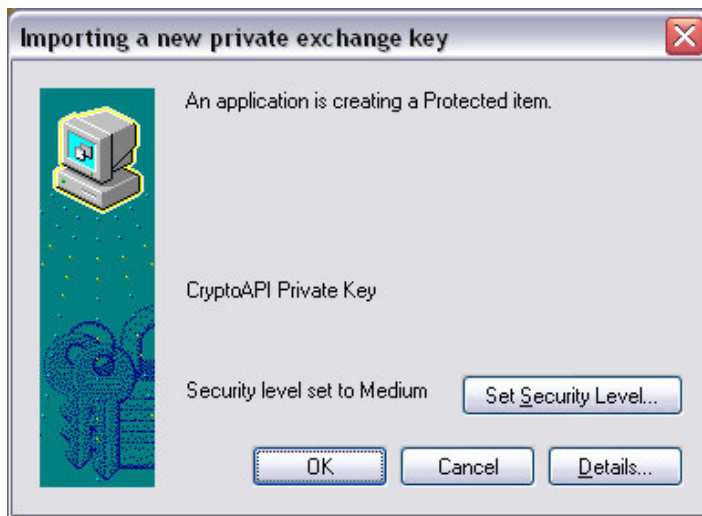 Importing a new private exchange key
An application is creating a Protected item.
CryptoAPI Private Key
Security level set to Medium
Set Security Level...
OK
Cancel
Details...